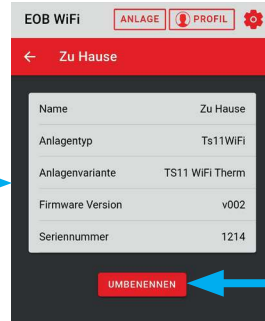 EOB WiFi ANLAGE PROFIL
← Zu Hause
Name Zu Hause
Anlagentyp Ts11WiFi
Anlagenvariante TS11 WiFi Therm
Firmware Version v002
Seriennummer 1214
UMBENENNEN